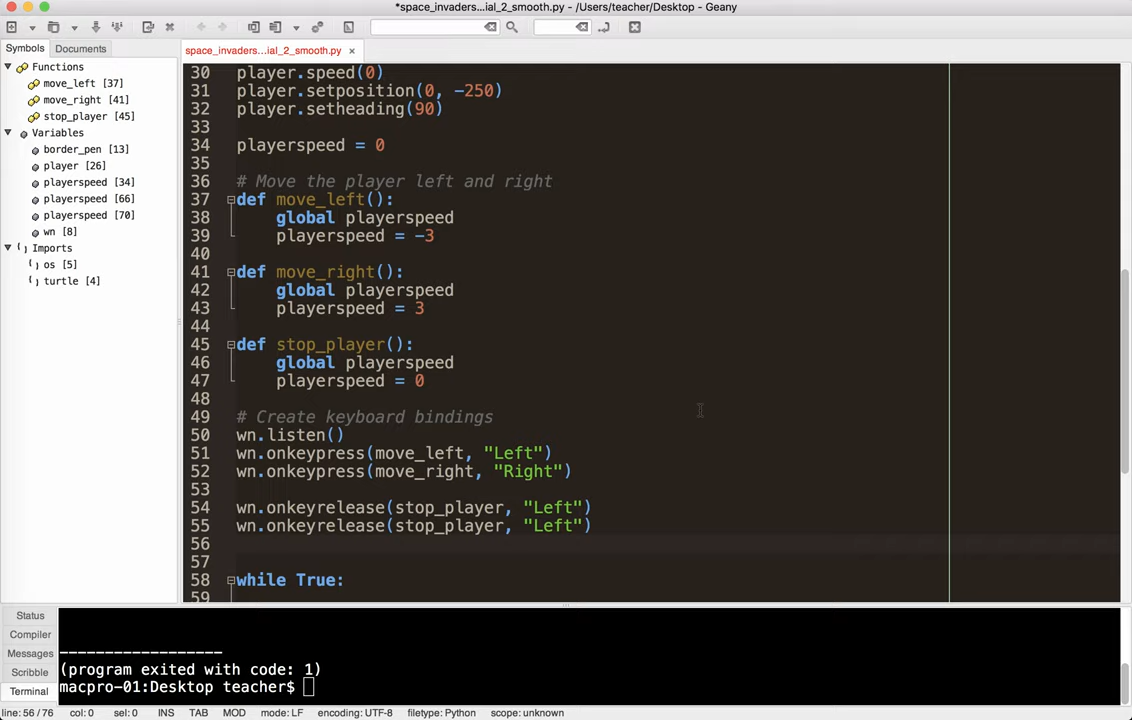 *space_invaders...ial_2_smooth.py - /Users/teacher/Desktop - Geany
Symbols
Documents
space_invaders...ial_2_smooth.py ×
Functions
move_left [37]
move_right [41]
stop_player [45]
Variables
border_pen [13]
player [26]
playerspeed [34]
playerspeed [66]
playerspeed [70]
wn [8]
Imports
os [5]
turtle [4]
30 player.speed(0)
31 player.setposition(0, -250)
32 player.setheading(90)
33
34 playerspeed = 0
35
36 # Move the player left and right
37 def move_left():
38     global playerspeed
39     playerspeed = -3
40
41 def move_right():
42     global playerspeed
43     playerspeed = 3
44
45 def stop_player():
46     global playerspeed
47     playerspeed = 0
48
49 # Create keyboard bindings
50 wn.listen()
51 wn.onkeypress(move_left, "Left")
52 wn.onkeypress(move_right, "Right")
53
54 wn.onkeyrelease(stop_player, "Left")
55 wn.onkeyrelease(stop_player, "Left")
56
57
58 while True:
59
Status
Compiler
Messages
Scribble
Terminal
------------------
(program exited with code: 1)
macpro-01:Desktop teacher$
line: 56 / 76 col: 0 sel: 0 INS TAB MOD mode: LF encoding: UTF-8 filetype: Python scope: unknown